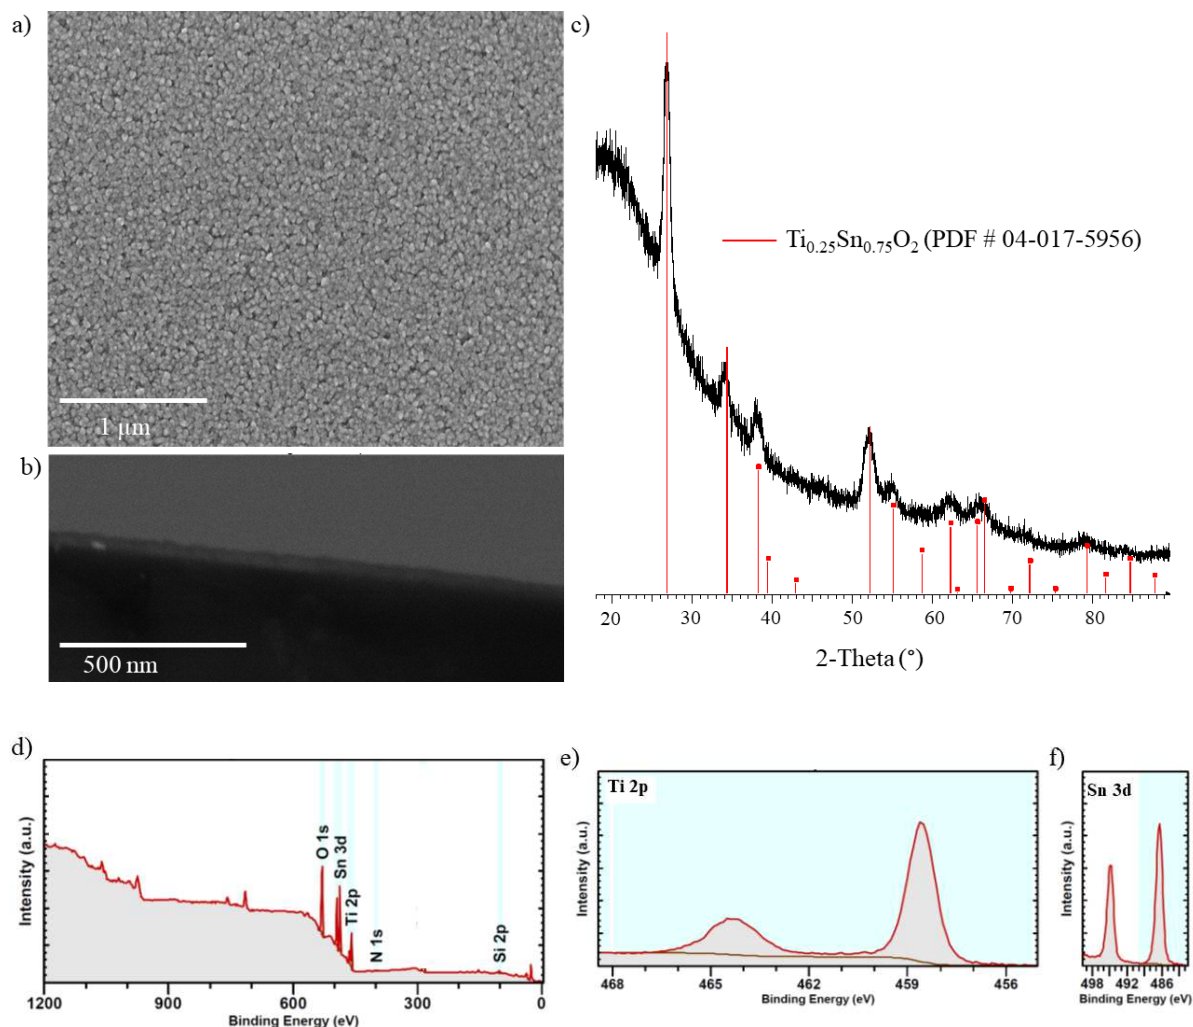 a)
1 μm
b)
500 nm
c)
Ti0.25Sn0.75O2 (PDF # 04-017-5956)
20 30 40 50 60 70 80
2-Theta (°)
d)
Intensity (a.u.)
O 1s
Sn 3d
Ti 2p
N 1s
Si 2p
1200 900 600 300 0
Binding Energy (eV)
e)
Ti 2p
Intensity (a.u.)
468 465 462 459 456
Binding Energy (eV)
f)
Sn 3d
Intensity (a.u.)
498 492 486
Binding Energy (eV)